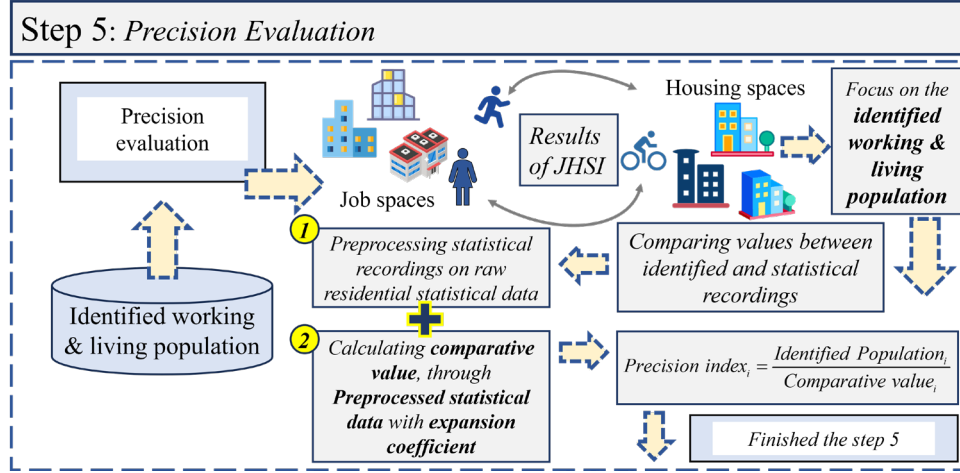 Step 5: Precision Evaluation
Precision
evaluation
Job spaces
Results
of JHSI
Housing spaces
Focus on the
identified
working &
living
population
Identified working
& living population
1
Preprocessing statistical
recordings on raw
residential statistical data
Comparing values between
identified and statistical
recordings
2
Calculating comparative
value, through
Preprocessed statistical
data with expansion
coefficient
Precision index_i = Identified Population_i / Comparative value_i
Finished the step 5